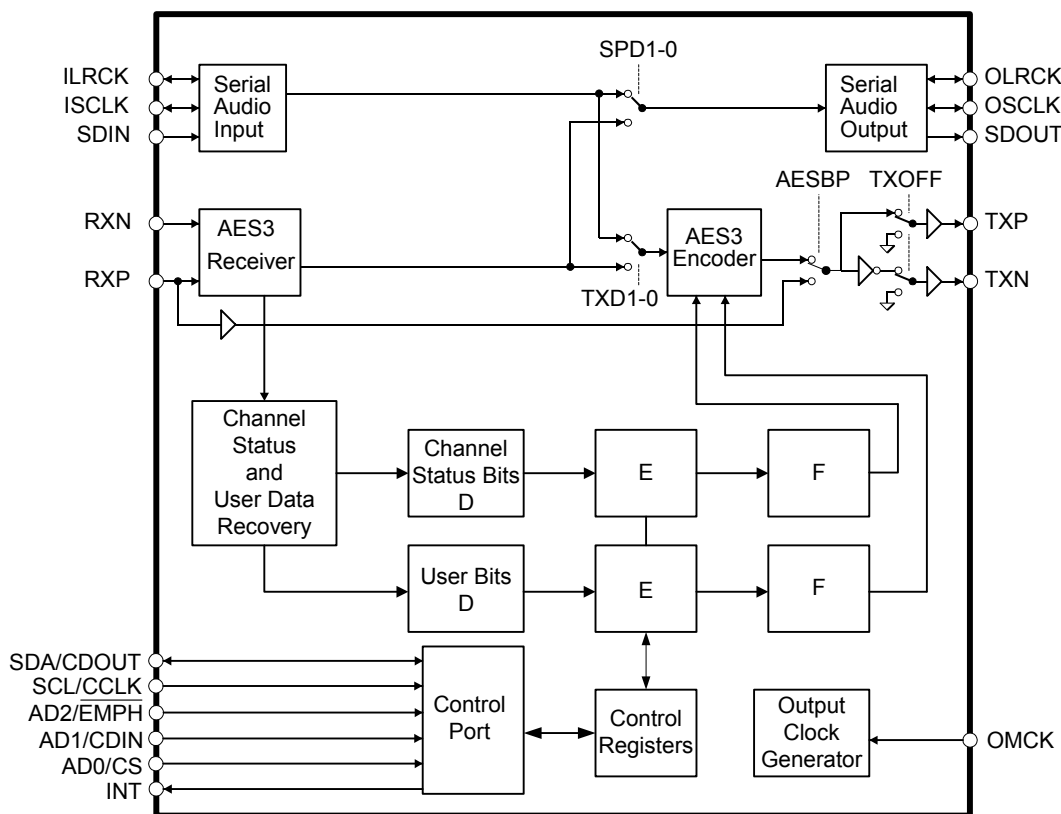 SPD1-0
ILRCK
ISCLK
SDIN
Serial
Audio
Input
Serial
Audio
Output
OLRCK
OSCLK
SDOUT
AESBP
TXOFF
RXN
RXP
AES3
Receiver
AES3
Encoder
TXD1-0
TXP
TXN
Channel
Status
and
User Data
Recovery
Channel
Status Bits
D
E
F
User Bits
D
E
F
SDA/CDOUT
SCL/CCLK
AD2/EMPH
AD1/CDIN
AD0/CS
INT
Control
Port
Control
Registers
Output
Clock
Generator
OMCK